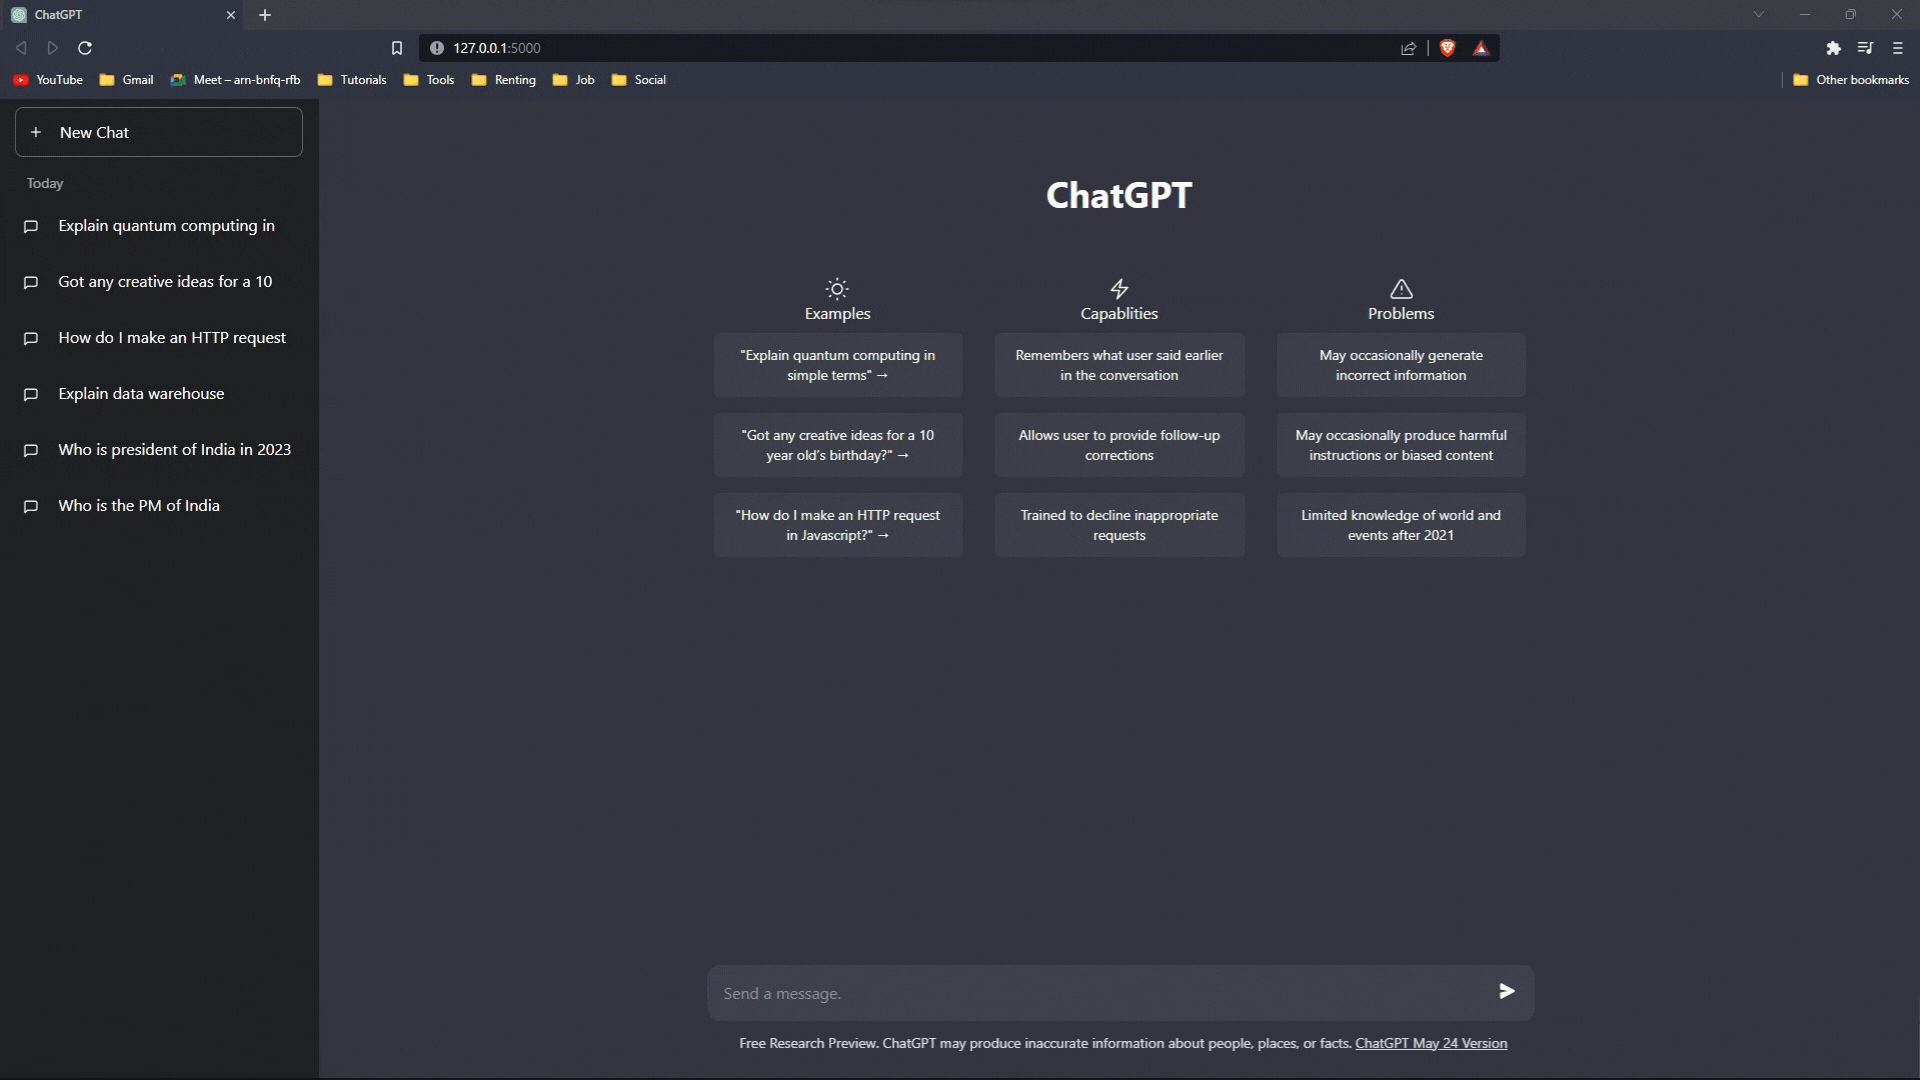 ChatGPT
127.0.0.1:5000
YouTube
Gmail
Meet – arn-bnfq-rfb
Tutorials
Tools
Renting
Job
Social
Other bookmarks
New Chat
Today
Explain quantum computing in
Got any creative ideas for a 10
How do I make an HTTP request
Explain data warehouse
Who is president of India in 2023
Who is the PM of India
ChatGPT
Examples
"Explain quantum computing in
simple terms" →
"Got any creative ideas for a 10
year old's birthday?" →
"How do I make an HTTP request
in Javascript?" →
Capablities
Remembers what user said earlier
in the conversation
Allows user to provide follow-up
corrections
Trained to decline inappropriate
requests
Problems
May occasionally generate
incorrect information
May occasionally produce harmful
instructions or biased content
Limited knowledge of world and
events after 2021
Send a message.
Free Research Preview. ChatGPT may produce inaccurate information about people, places, or facts. ChatGPT May 24 Version